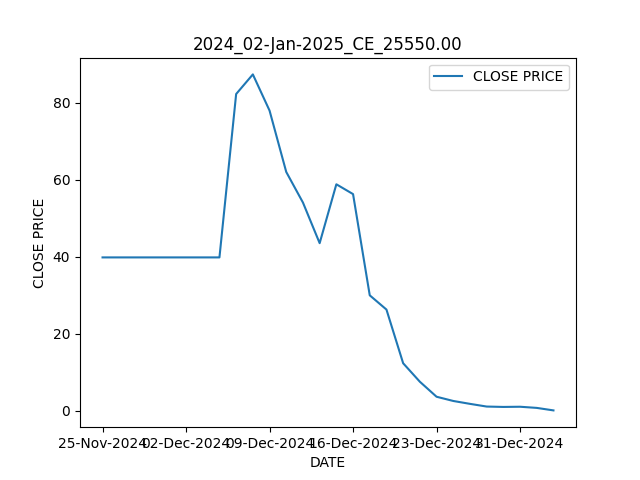 2024_02-Jan-2025_CE_25550.00
CLOSE PRICE
CLOSE PRICE
80
60
40
20
0
25-Nov-2024
02-Dec-2024
09-Dec-2024
16-Dec-2024
23-Dec-2024
31-Dec-2024
DATE